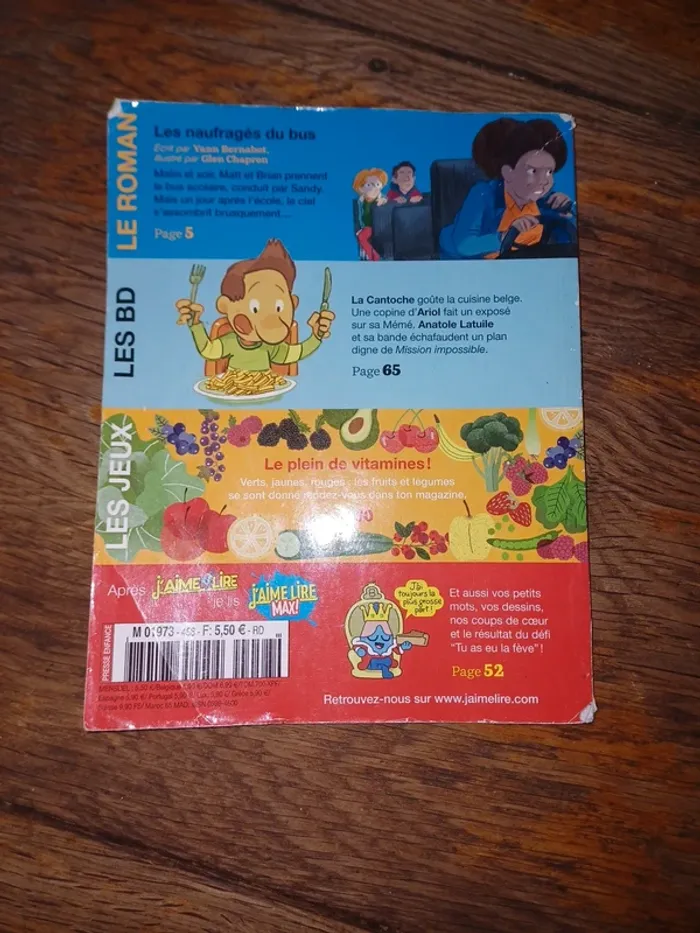 LE ROMAN
Les naufragés du bus
Écrit par Yann Bernabot,
illustré par Glen Chapron
Malés et son, Matt et Brian prennent
le bus scolaire, conduit par Sandy.
Mais un jour après l'école, le ciel
s'assombrit brusquement...
Page 5
LES BD
La Cantoche goûte la cuisine belge.
Une copine d'Ariol fait un exposé
sur sa Mémé. Anatole Latuile
et sa bande échafaudent un plan
digne de Mission impossible.
Page 65
LES JEUX
Le plein de vitamines !
Verts, jaunes, rouges : les fruits et légumes
se sont donné rendez-vous dans ton magazine.
Après J'AIME LIRE je lis J'AIME LIRE MAX!
J'ai
toujours la
plus grosse
part !
Et aussi vos petits
mots, vos dessins,
nos coups de cœur
et le résultat du défi
"Tu as eu la fève" !
Page 52
PRESSE ENFANCE
M 01973 - 458 - F: 5,50 € - RD
Retrouvez-nous sur www.jaimelire.com